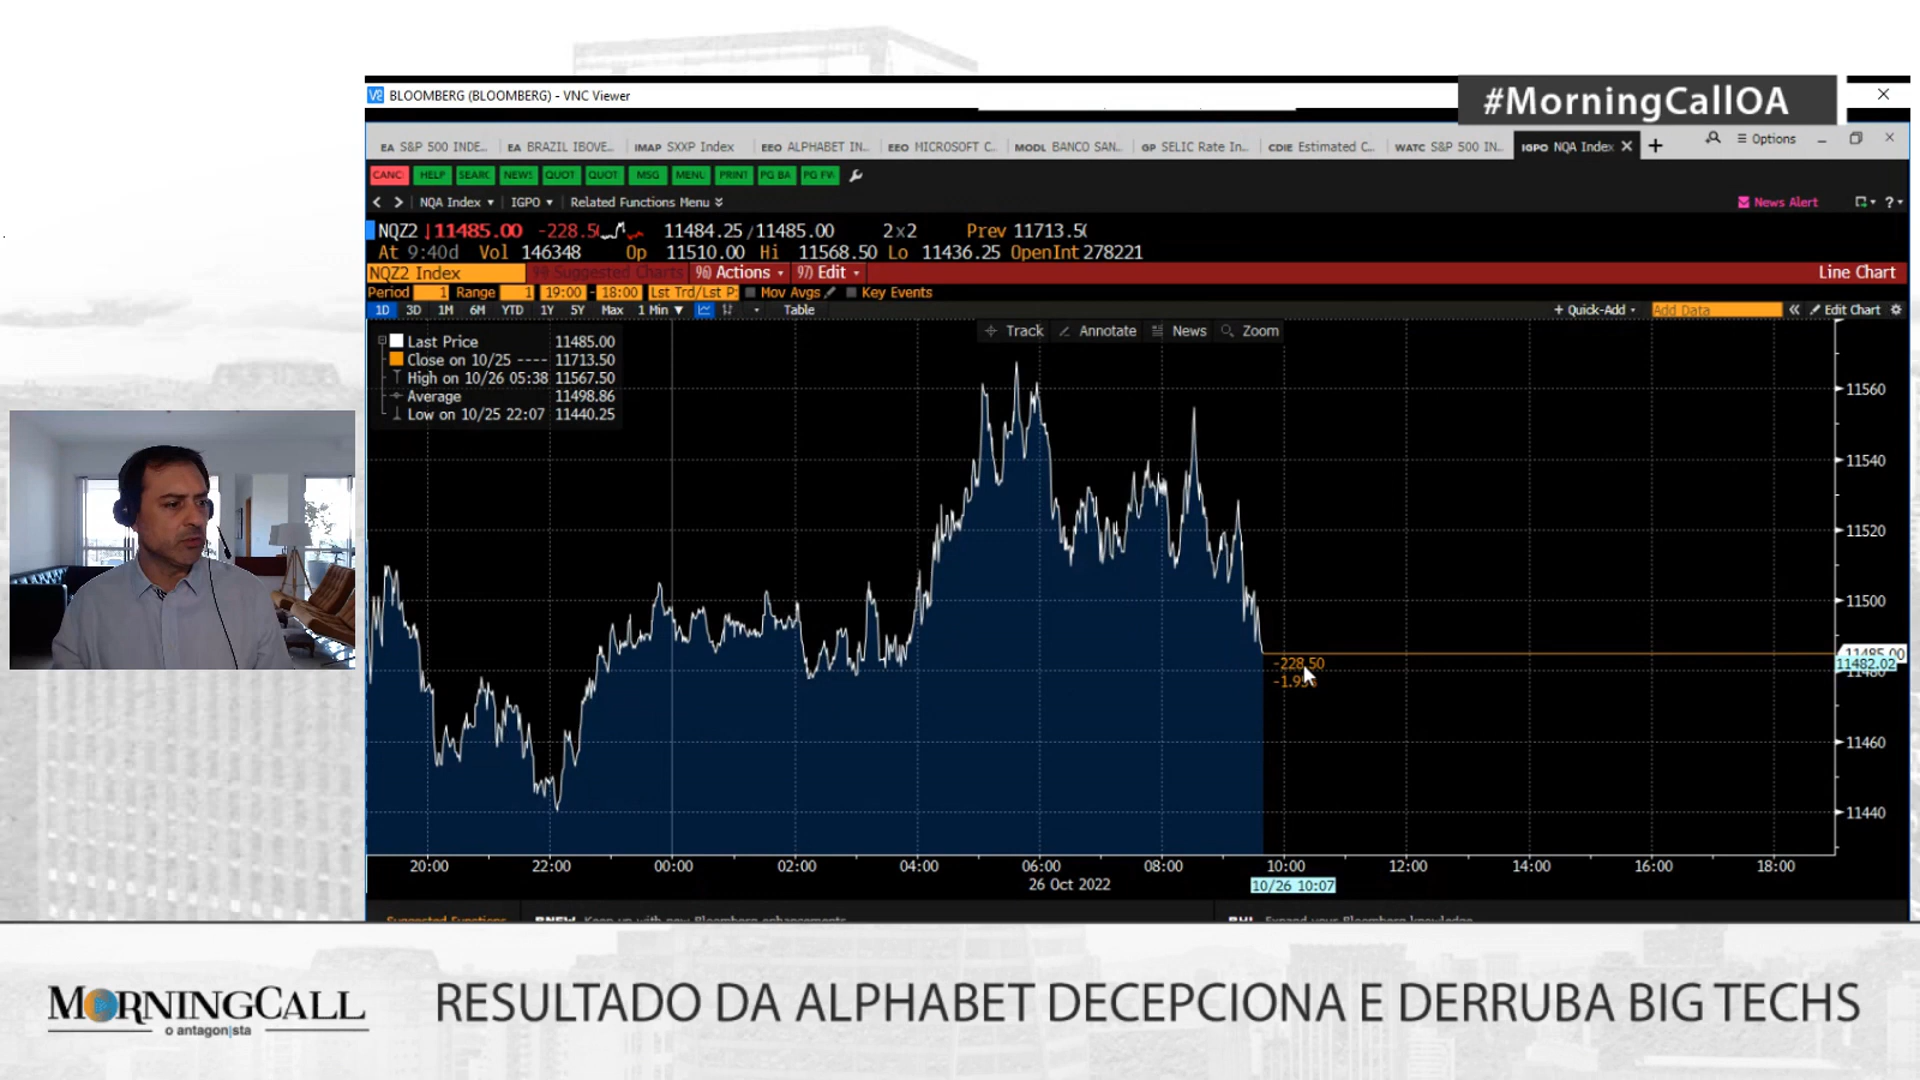 BLOOMBERG (BLOOMBERG) - VNC Viewer
#MorningCallOA
EA S&P 500 INDE... EA BRAZIL IBOVE... IMAP SXXP Index EEO ALPHABET IN... EEO MICROSOFT C... MODL BANCO SAN... GP SELIC Rate In... CDIE Estimated C... WATC S&P 500 IN... IGPO NQA Index
Options
CANC HELP SEARC NEWS QUOT QUOT MSG MENU PRINT PG BA PG FW
NQA Index IGPO Related Functions Menu News Alert ?
NQZ2 11485.00 -228.50 11484.25/11485.00 2x2 Prev 11713.50
At 9:40d Vol 146348 Op 11510.00 Hi 11568.50 Lo 11436.25 OpenInt 278221
NQZ2 Index 98) Suggested Charts 96) Actions 97) Edit Line Chart
Period 1 Range 1 19:00 - 18:00 Lst Trd/Lst P: Mov Avgs Key Events
1D 3D 1M 6M YTD 1Y 5Y Max 1 Min Table + Quick-Add Add Data « Edit Chart
Track Annotate News Zoom
Last Price 11485.00
Close on 10/25 ---- 11713.50
High on 10/26 05:38 11567.50
Average 11498.86
Low on 10/25 22:07 11440.25
11560
11540
11520
11500
11485.00
11482.02
11480
11460
11440
-228.50
20:00 22:00 00:00 02:00 04:00 06:00 08:00 10:00 12:00 14:00 16:00 18:00
26 Oct 2022
10/26 10:07
MORNINGCALL
o antagonista
RESULTADO DA ALPHABET DECEPCIONA E DERRUBA BIG TECHS